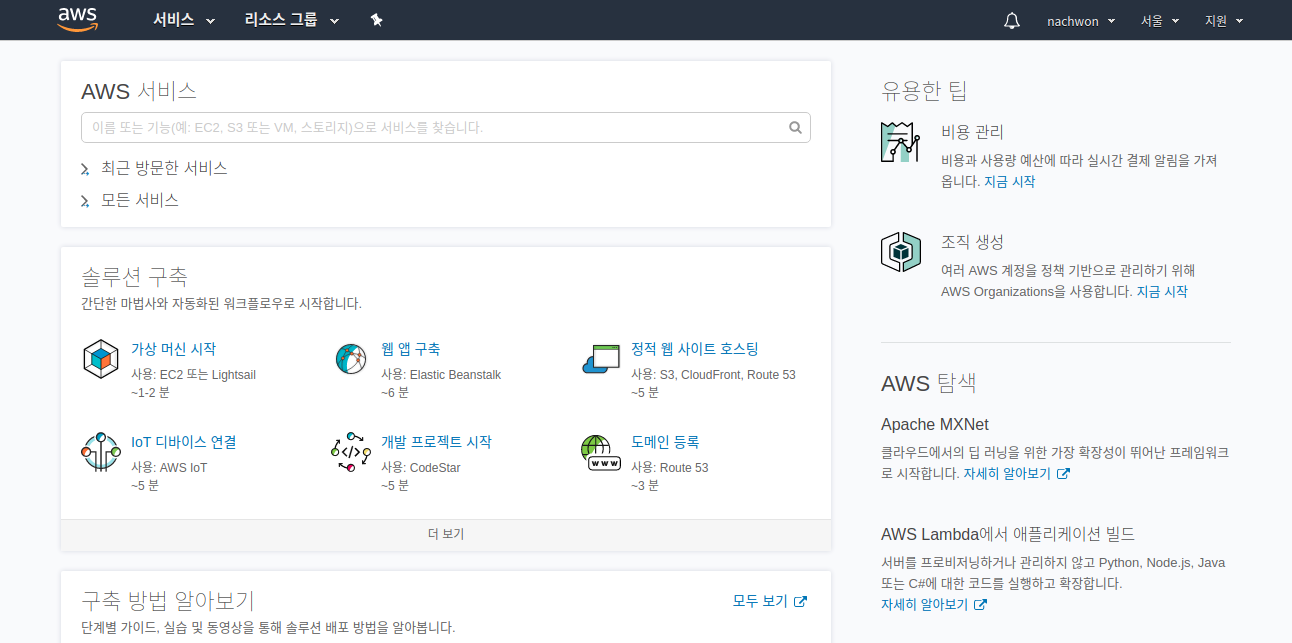 aws 서비스 리소스 그룹 nachwon 서울 지원
AWS 서비스
이름 또는 기능(예: EC2, S3 또는 VM, 스토리지)으로 서비스를 찾습니다.
최근 방문한 서비스
모든 서비스
솔루션 구축
간단한 마법사와 자동화된 워크플로우로 시작합니다.
가상 머신 시작
사용: EC2 또는 Lightsail
~1-2 분
웹 앱 구축
사용: Elastic Beanstalk
~6 분
정적 웹 사이트 호스팅
사용: S3, CloudFront, Route 53
~5 분
IoT 디바이스 연결
사용: AWS IoT
~5 분
개발 프로젝트 시작
사용: CodeStar
~5 분
도메인 등록
사용: Route 53
~3 분
더 보기
구축 방법 알아보기
모두 보기
단계별 가이드, 실습 및 동영상을 통해 솔루션 배포 방법을 알아봅니다.
유용한 팁
비용 관리
비용과 사용량 예산에 따라 실시간 결제 알림을 가져
옵니다. 지금 시작
조직 생성
여러 AWS 계정을 정책 기반으로 관리하기 위해
AWS Organizations을 사용합니다. 지금 시작
AWS 탐색
Apache MXNet
클라우드에서의 딥 러닝을 위한 가장 확장성이 뛰어난 프레임워크
로 시작합니다. 자세히 알아보기
AWS Lambda에서 애플리케이션 빌드
서버를 프로비저닝하거나 관리하지 않고 Python, Node.js, Java
또는 C#에 대한 코드를 실행하고 확장합니다.
자세히 알아보기
WWW